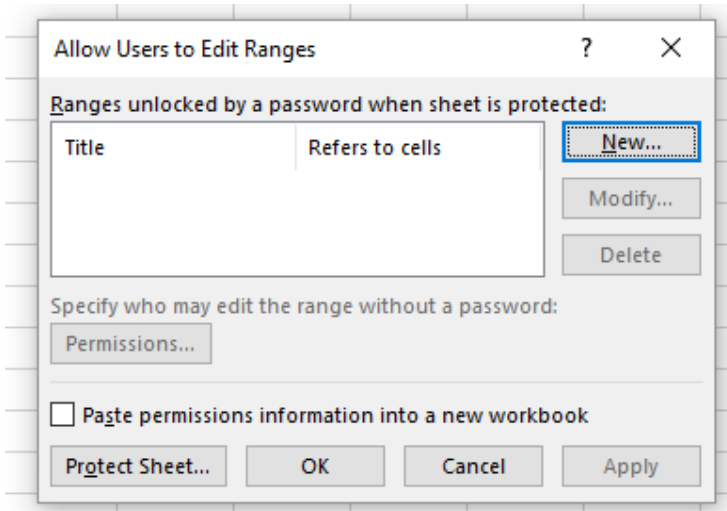 Allow Users to Edit Ranges ?
Ranges unlocked by a password when sheet is protected:
Title Refers to cells New...
Modify...
Delete
Specify who may edit the range without a password:
Permissions...
Paste permissions information into a new workbook
Protect Sheet... OK Cancel Apply